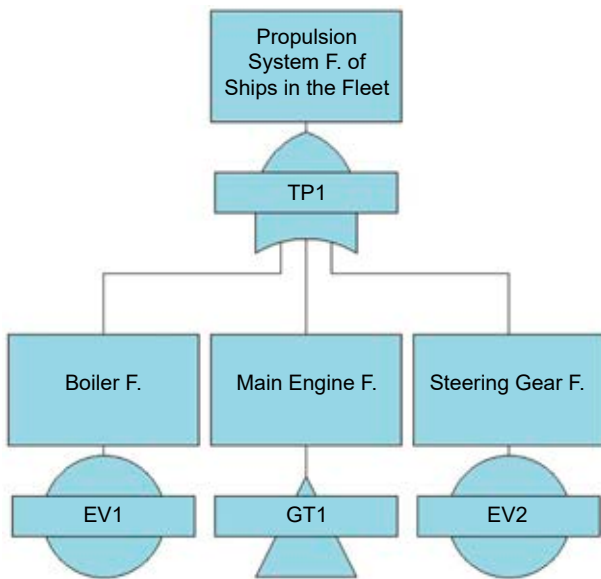 Propulsion
System F. of
Ships in the Fleet
TP1
Boiler F.
Main Engine F.
Steering Gear F.
EV1
GT1
EV2